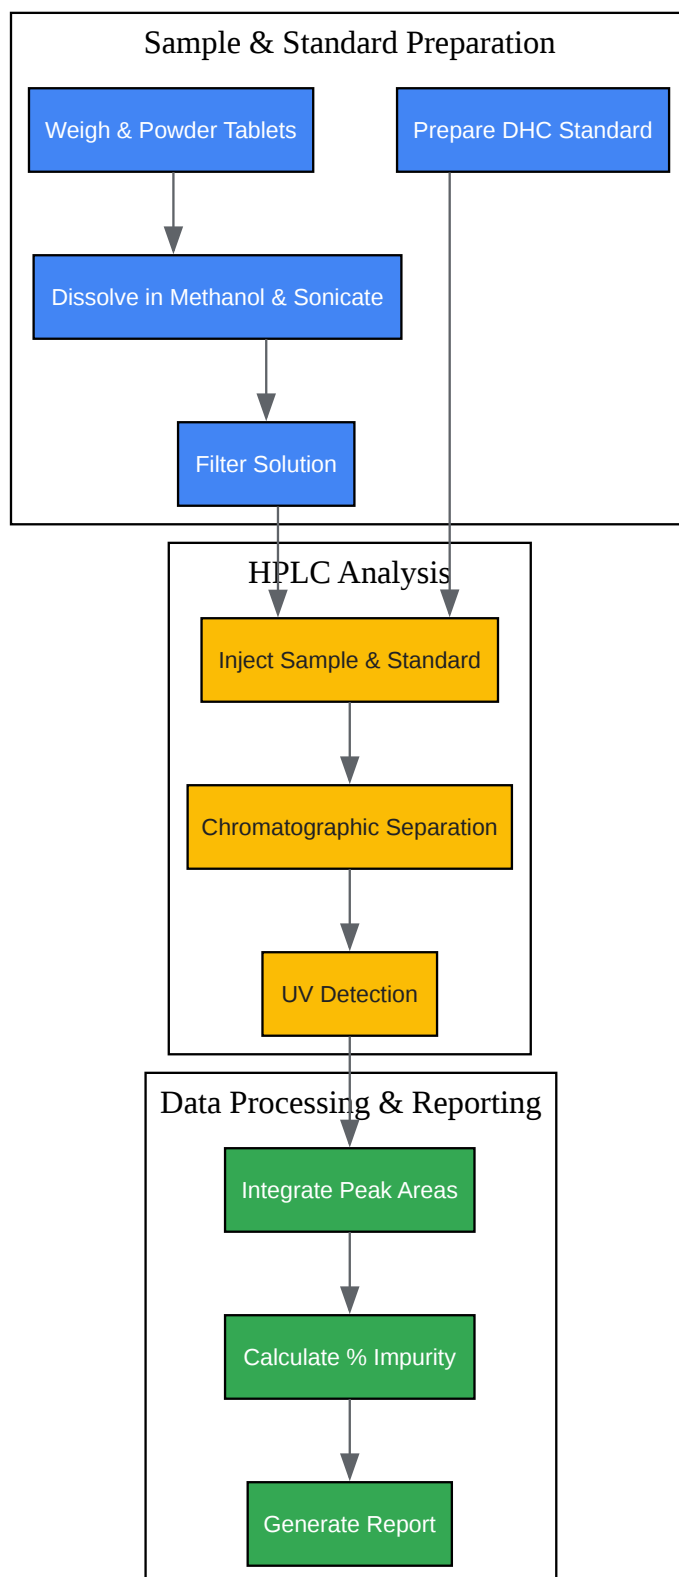 Sample & Standard Preparation
Weigh & Powder Tablets
Prepare DHC Standard
Dissolve in Methanol & Sonicate
Filter Solution
HPLC Analysis
Inject Sample & Standard
Chromatographic Separation
UV Detection
Data Processing & Reporting
Integrate Peak Areas
Calculate % Impurity
Generate Report